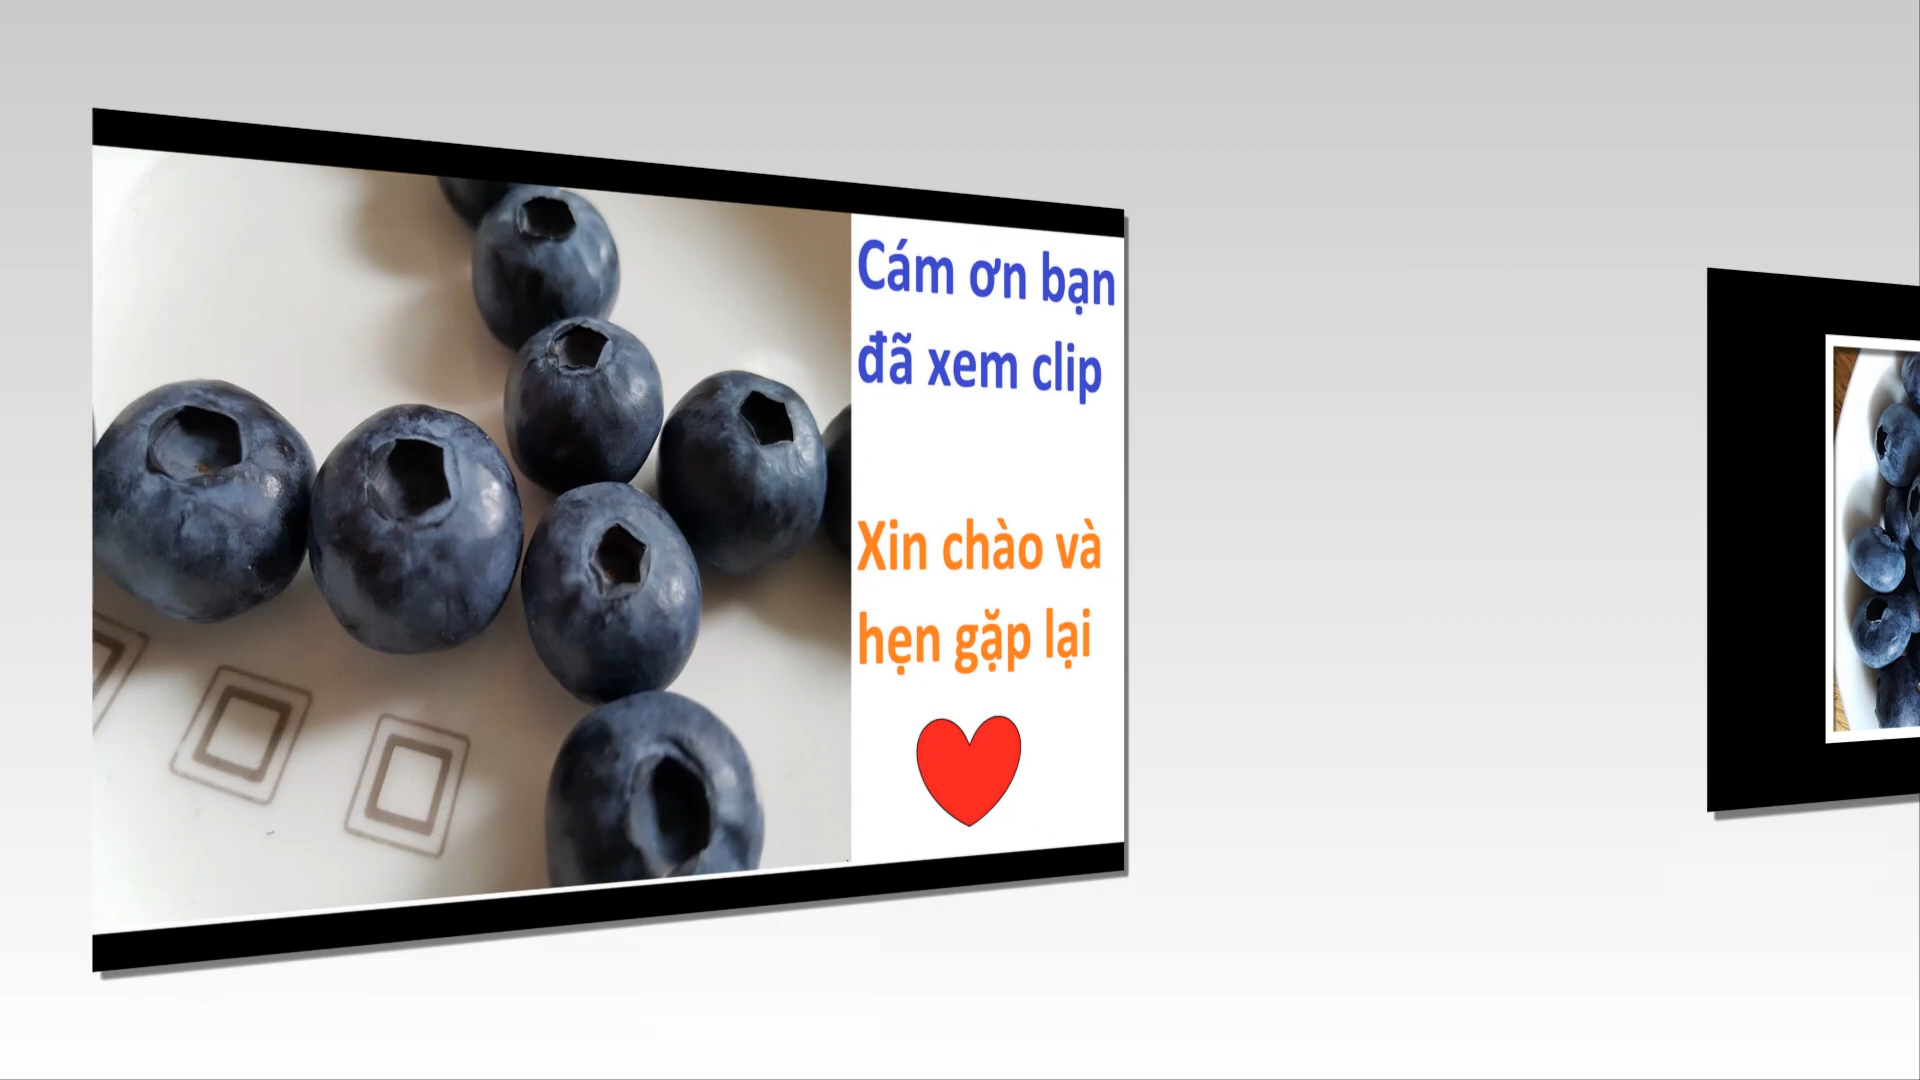 Cám ơn bạn
đã xem clip
Xin chào và
hẹn gặp lại